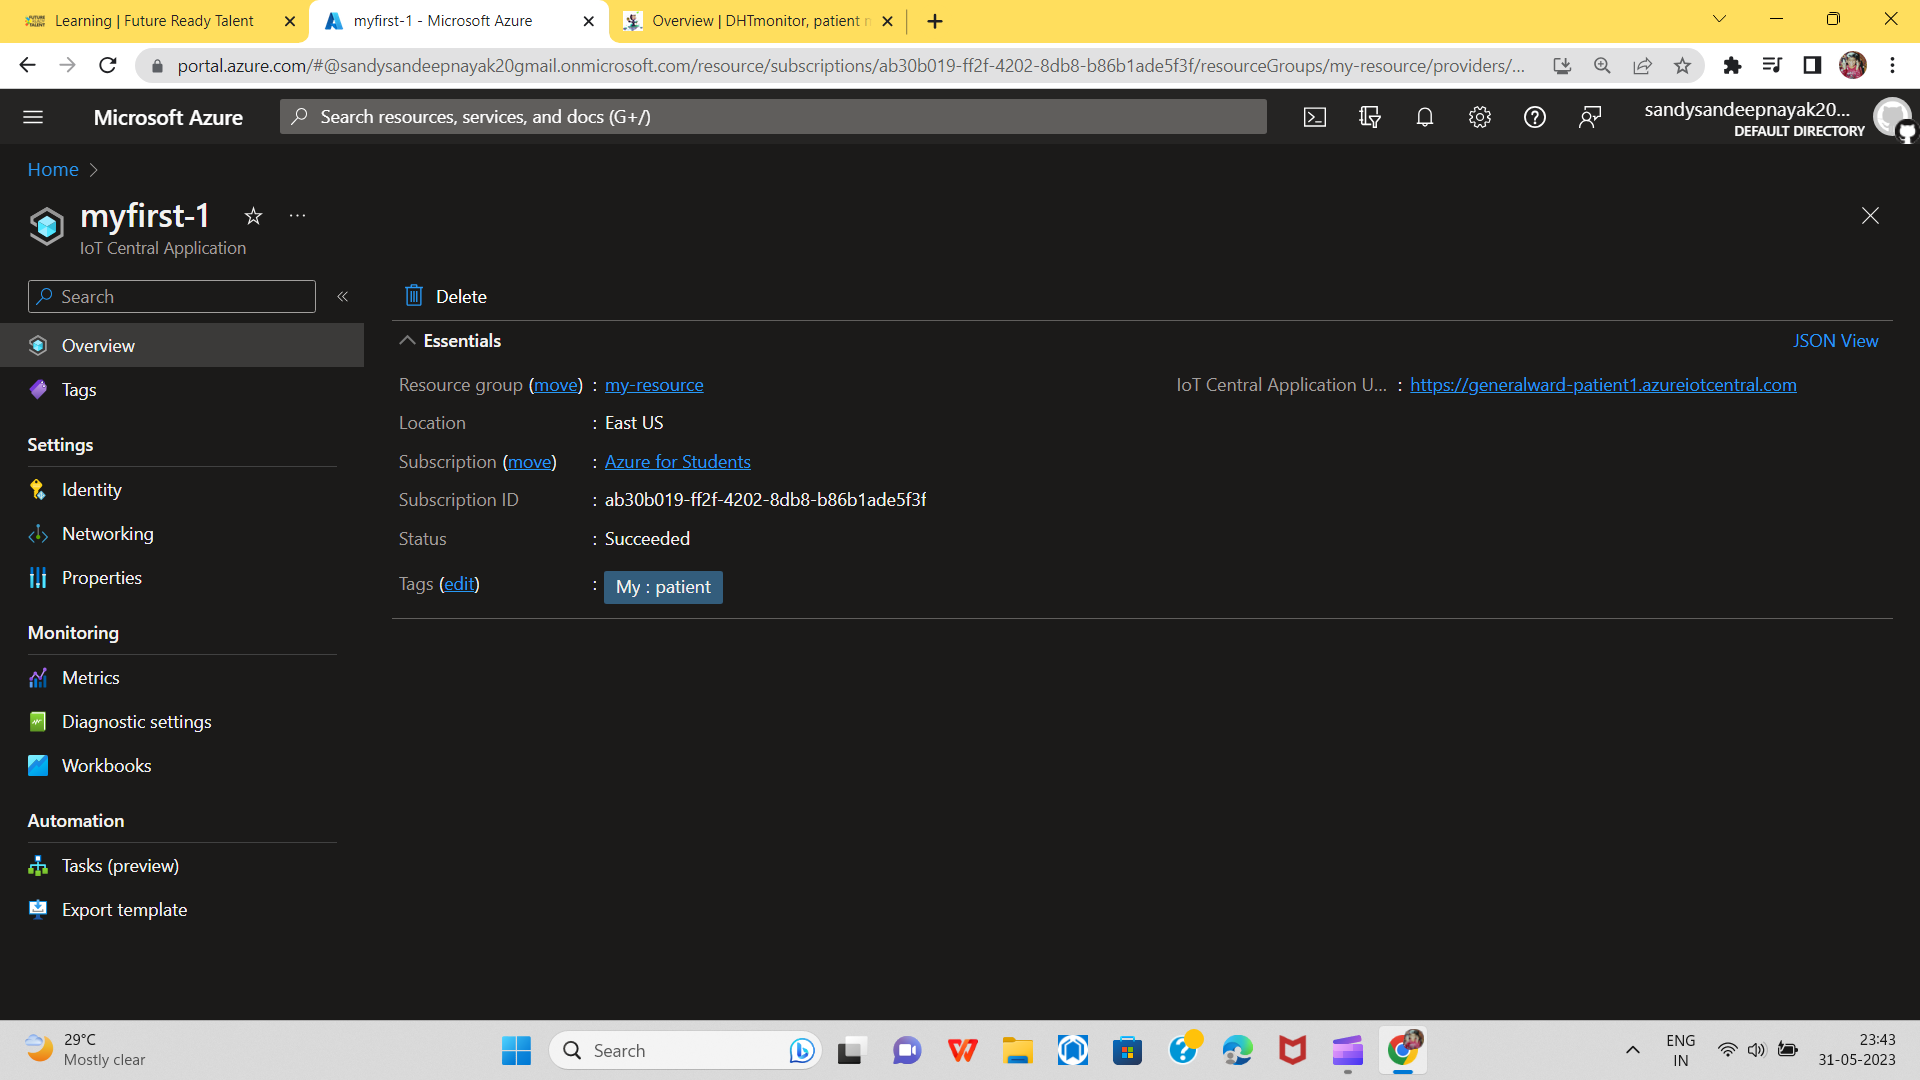 Learning | Future Ready Talent
myfirst-1 - Microsoft Azure
Overview | DHTmonitor, patient m
portal.azure.com/#@sandysandeepnayak20gmail.onmicrosoft.com/resource/subscriptions/ab30b019-ff2f-4202-8db8-b86b1ade5f3f/resourceGroups/my-resource/providers/...
Microsoft Azure
Search resources, services, and docs (G+/)
sandysandeepnayak20...
DEFAULT DIRECTORY
Home
myfirst-1
IoT Central Application
Search
Overview
Tags
Settings
Identity
Networking
Properties
Monitoring
Metrics
Diagnostic settings
Workbooks
Automation
Tasks (preview)
Export template
Delete
Essentials
JSON View
Resource group (move) : my-resource
Location : East US
Subscription (move) : Azure for Students
Subscription ID : ab30b019-ff2f-4202-8db8-b86b1ade5f3f
Status : Succeeded
Tags (edit) : My : patient
IoT Central Application U... : https://generalward-patient1.azureiotcentral.com
29°C
Mostly clear
Search
ENG
IN
23:43
31-05-2023